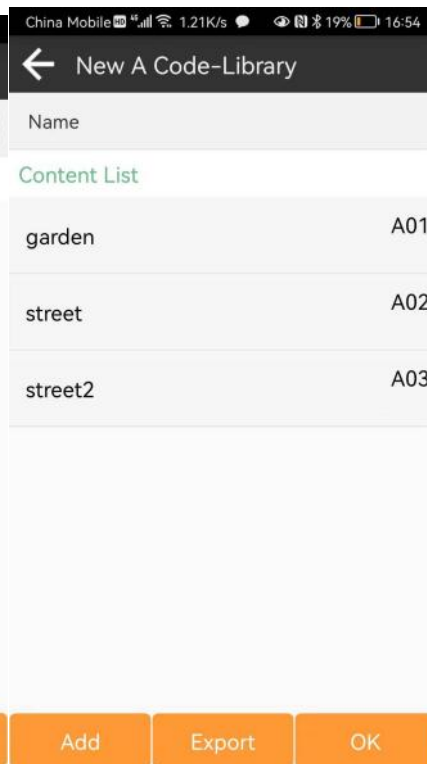 China Mobile HD 1.21K/s 19% 16:54
New A Code-Library
Name
Content List
garden A01
street A02
street2 A03
Add Export OK